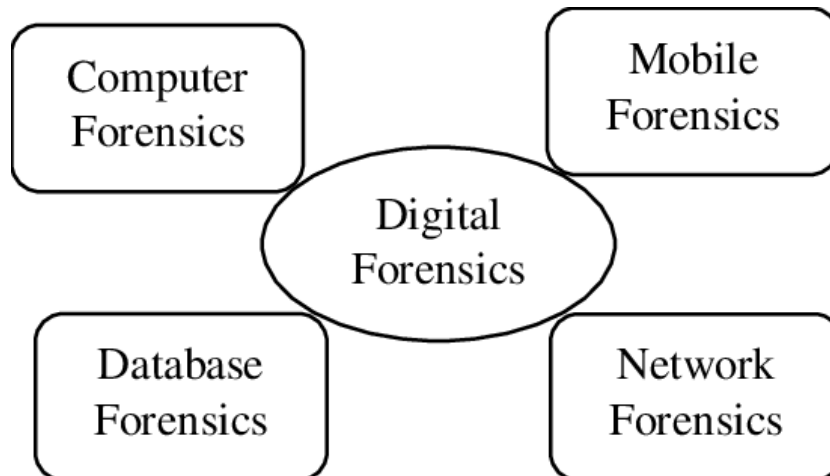 Computer
Forensics
Mobile
Forensics
Digital
Forensics
Database
Forensics
Network
Forensics